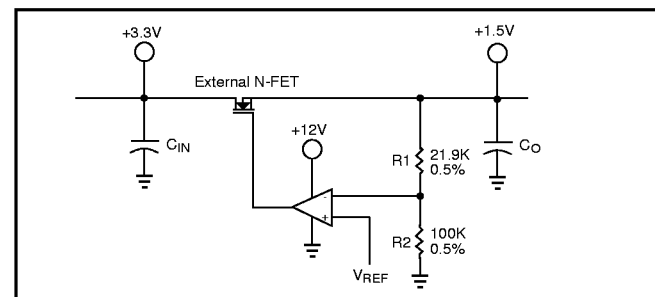 +3.3V
+1.5V
External N-FET
+12V
C_IN
R1 21.9K
0.5%
C_O
-
+
R2 100K
0.5%
V_REF